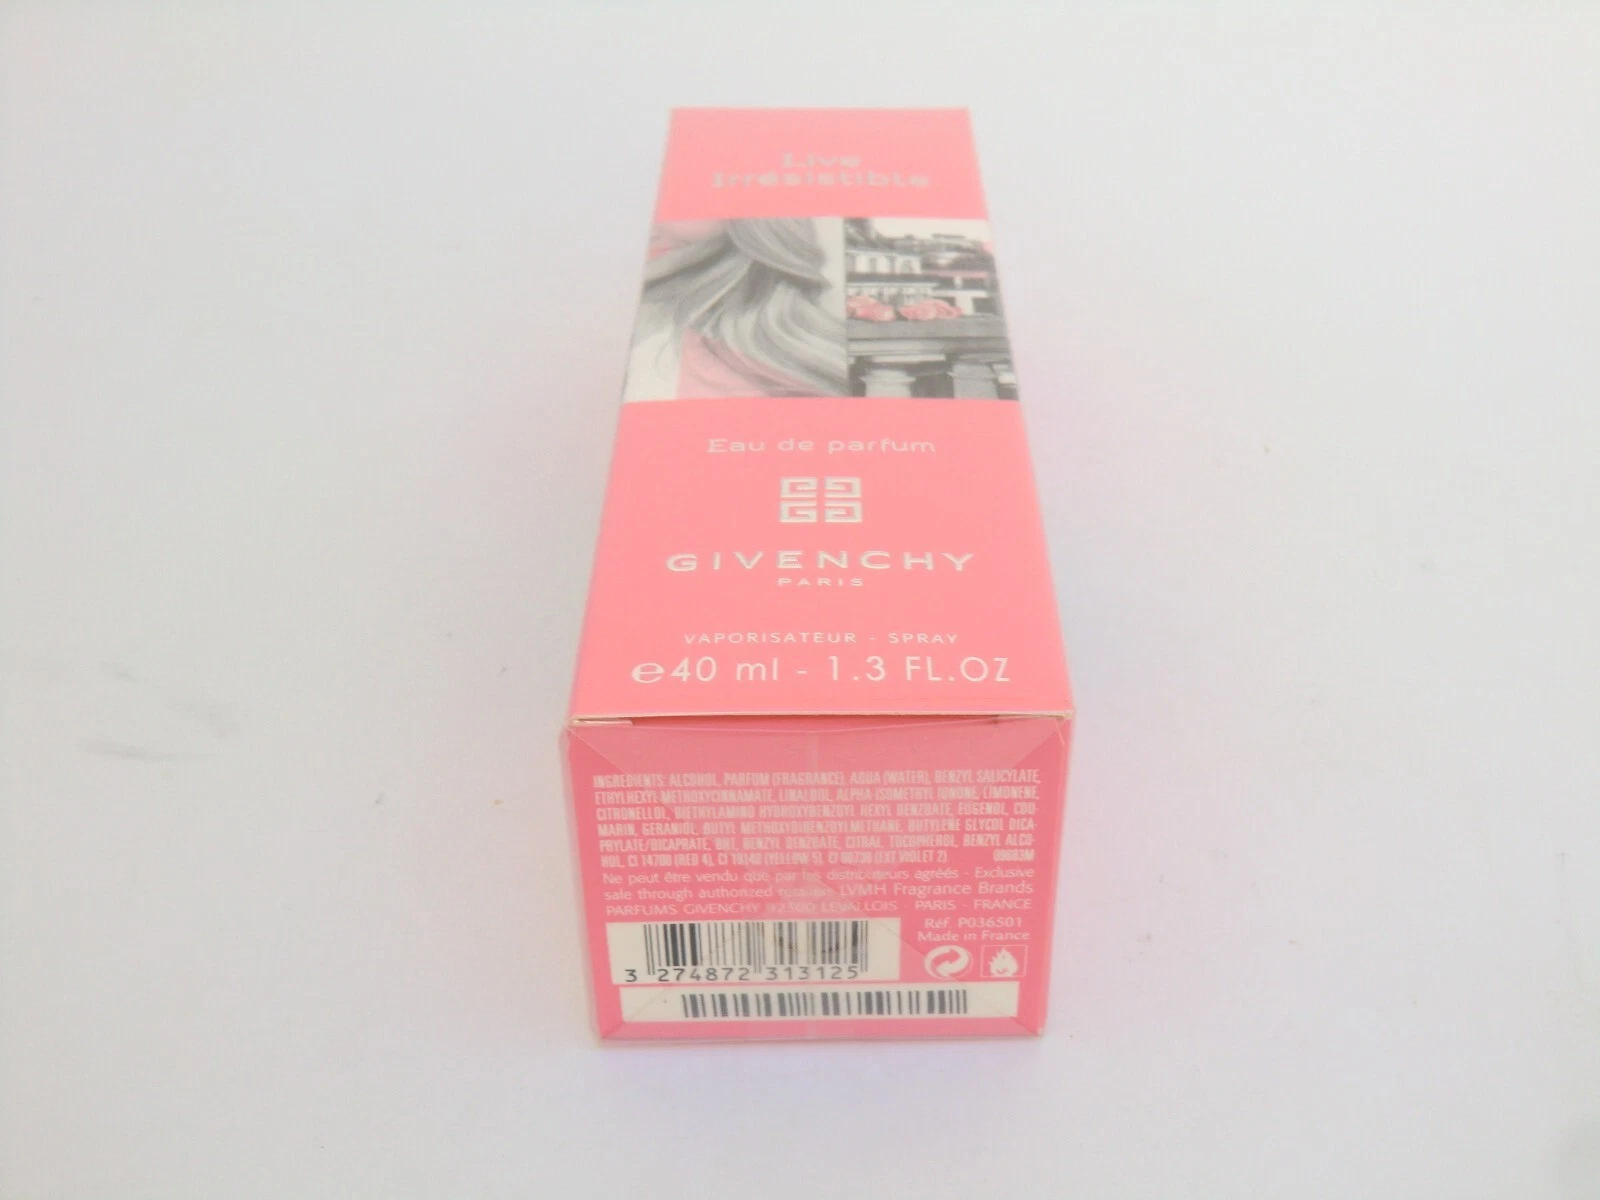 Live
Irrésistible
Eau de parfum
GIVENCHY
PARIS
VAPORISATEUR - SPRAY
℮40 ml - 1.3 FL.OZ
INGREDIENTS: ALCOHOL, PARFUM (FRAGRANCE), AQUA (WATER), BENZYL SALICYLATE,
ETHYLHEXYL METHOXYCINNAMATE, LINALOOL, ALPHA ISOMETHYL IONONE, LIMONENE,
CITRONELLOL, DIETHYLAMINO HYDROXYBENZOYL HEXYL BENZOATE, EUGENOL, COU-
MARIN, GERANIOL, BUTYL METHOXYDIBENZOYLMETHANE, BUTYLENE GLYCOL DICA-
PRYLATE/DICAPRATE, BHT, BENZYL BENZOATE, CITRAL, TOCOPHEROL, BENZYL ALCO-
HOL, CI 14700 (RED 4), CI 19140 (YELLOW 5), CI 60730 (EXT VIOLET 2) 09683M
Ne peut être vendu que par les distributeurs agréés - Exclusive
sale through authorized retailers LVMH Fragrance Brands
PARFUMS GIVENCHY 92300 LEVALLOIS - PARIS - FRANCE
Réf. P036501
Made in France
3 274872 313125